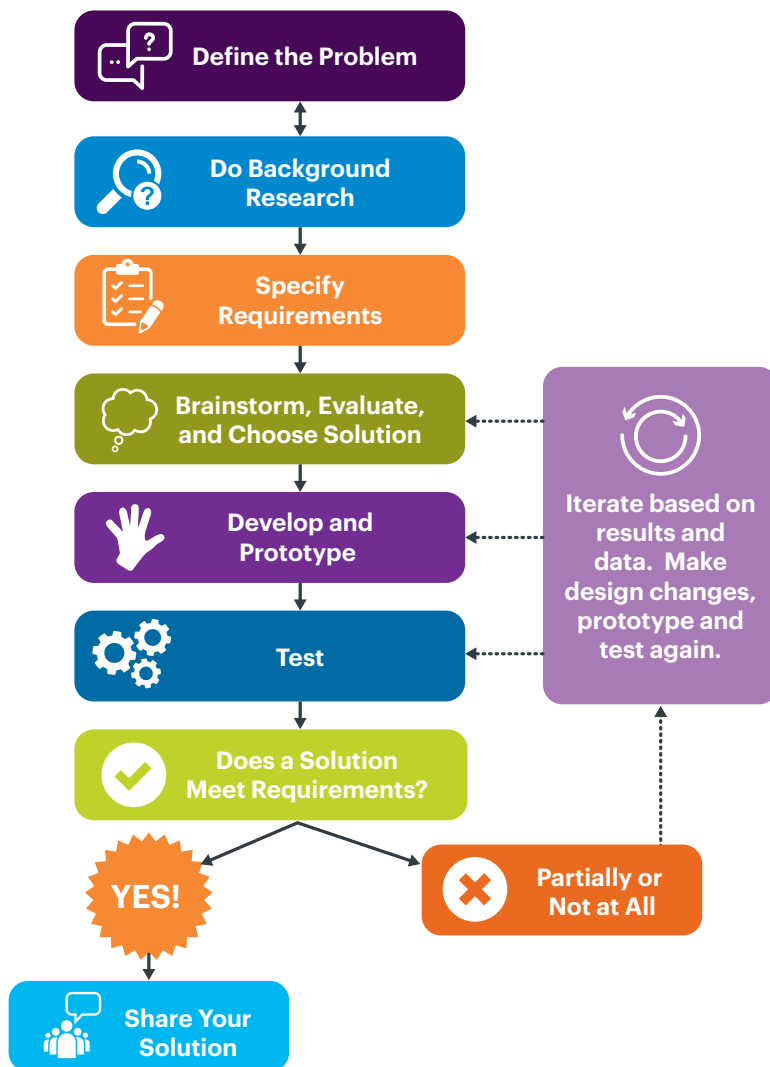 ?
Define the Problem
?
Do Background
Research
Specify
Requirements
Brainstorm, Evaluate,
and Choose Solution
Develop and
Prototype
Test
Iterate based on
results and
data.  Make
design changes,
prototype and
test again.
Does a Solution
Meet Requirements?
YES!
Partially or
Not at All
Share Your
Solution